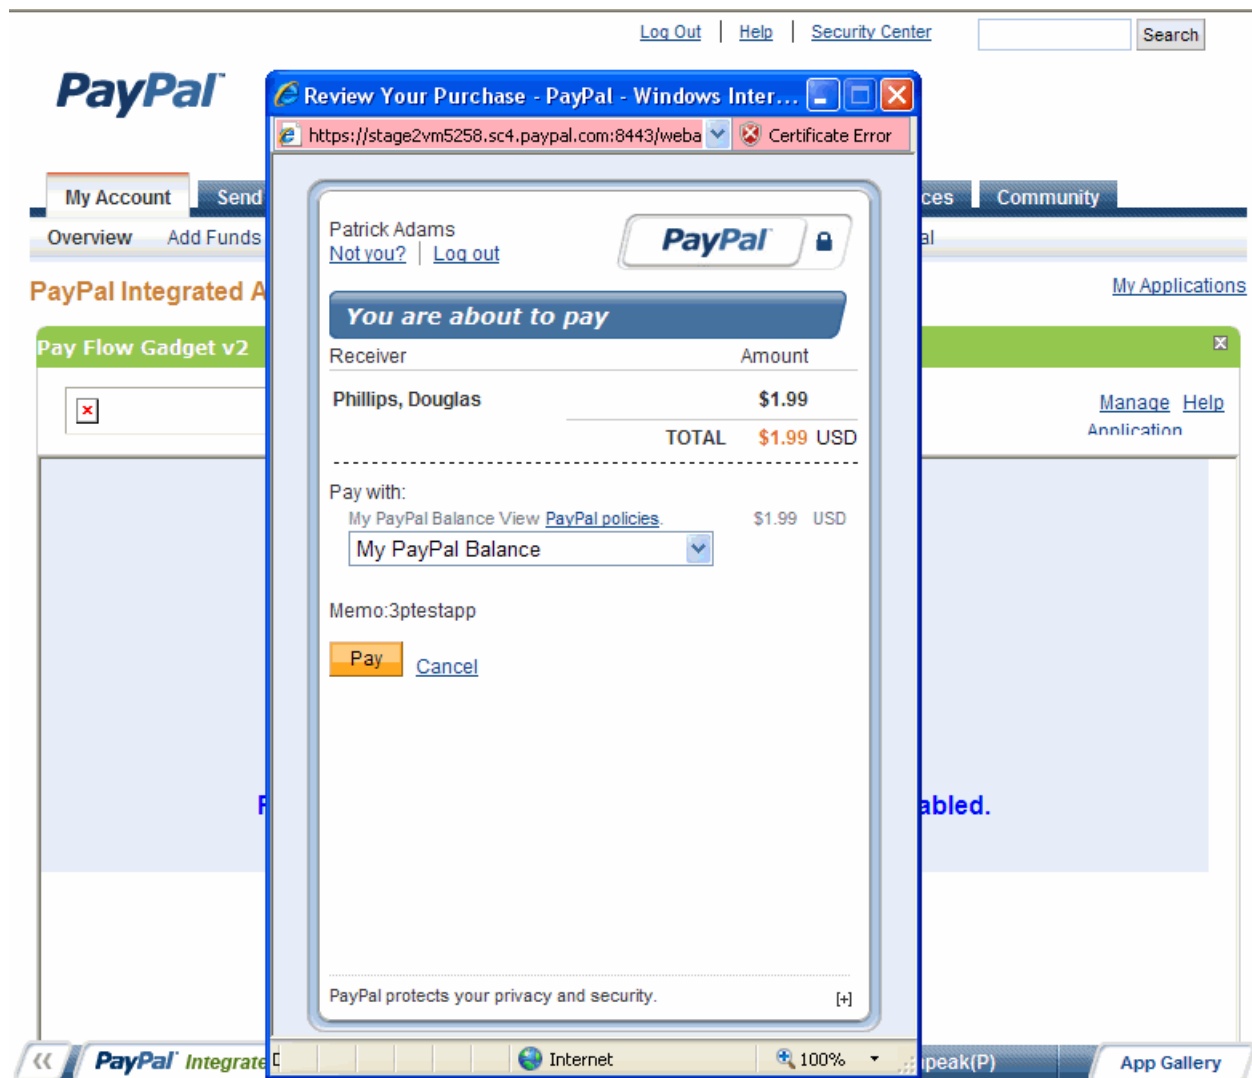 Log Out | Help | Security Center Search
PayPal™
Review Your Purchase - PayPal - Windows Inter...
https://stage2vm5258.sc4.paypal.com:8443/weba Certificate Error
My Account Send ces Community
Overview Add Funds al
PayPal Integrated A My Applications
Pay Flow Gadget v2
Manage Help
Application
Patrick Adams
Not you? | Log out
PayPal
You are about to pay
Receiver Amount
Phillips, Douglas $1.99
TOTAL $1.99 USD
Pay with:
My PayPal Balance View PayPal policies. $1.99 USD
My PayPal Balance
Memo:3ptestapp
Pay Cancel
abled.
PayPal protects your privacy and security. [+]
PayPal Integrate
Internet 100%
peak(P) App Gallery